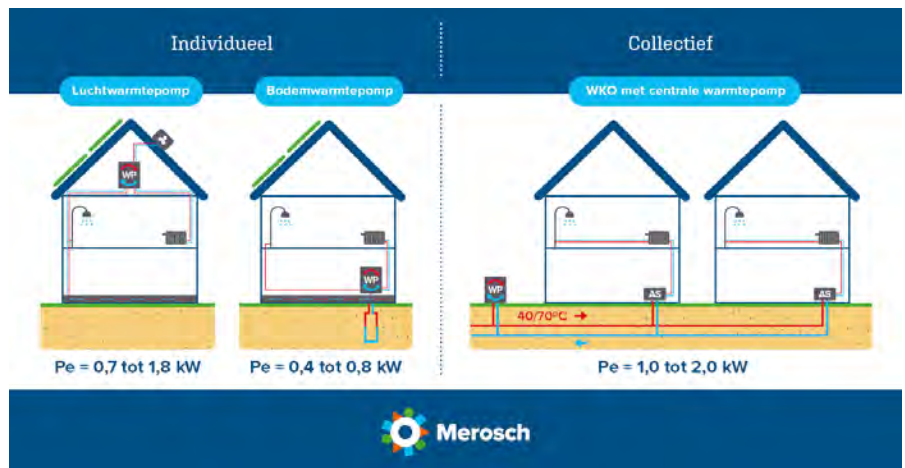 Individueel
Collectief
Luchtwarmtepomp
Bodemwarmtepomp
WKO met centrale warmtepomp
WP
WP
WP
AS
AS
40/70°C →
Pe = 0,7 tot 1,8 kW
Pe = 0,4 tot 0,8 kW
Pe = 1,0 tot 2,0 kW
Merosch